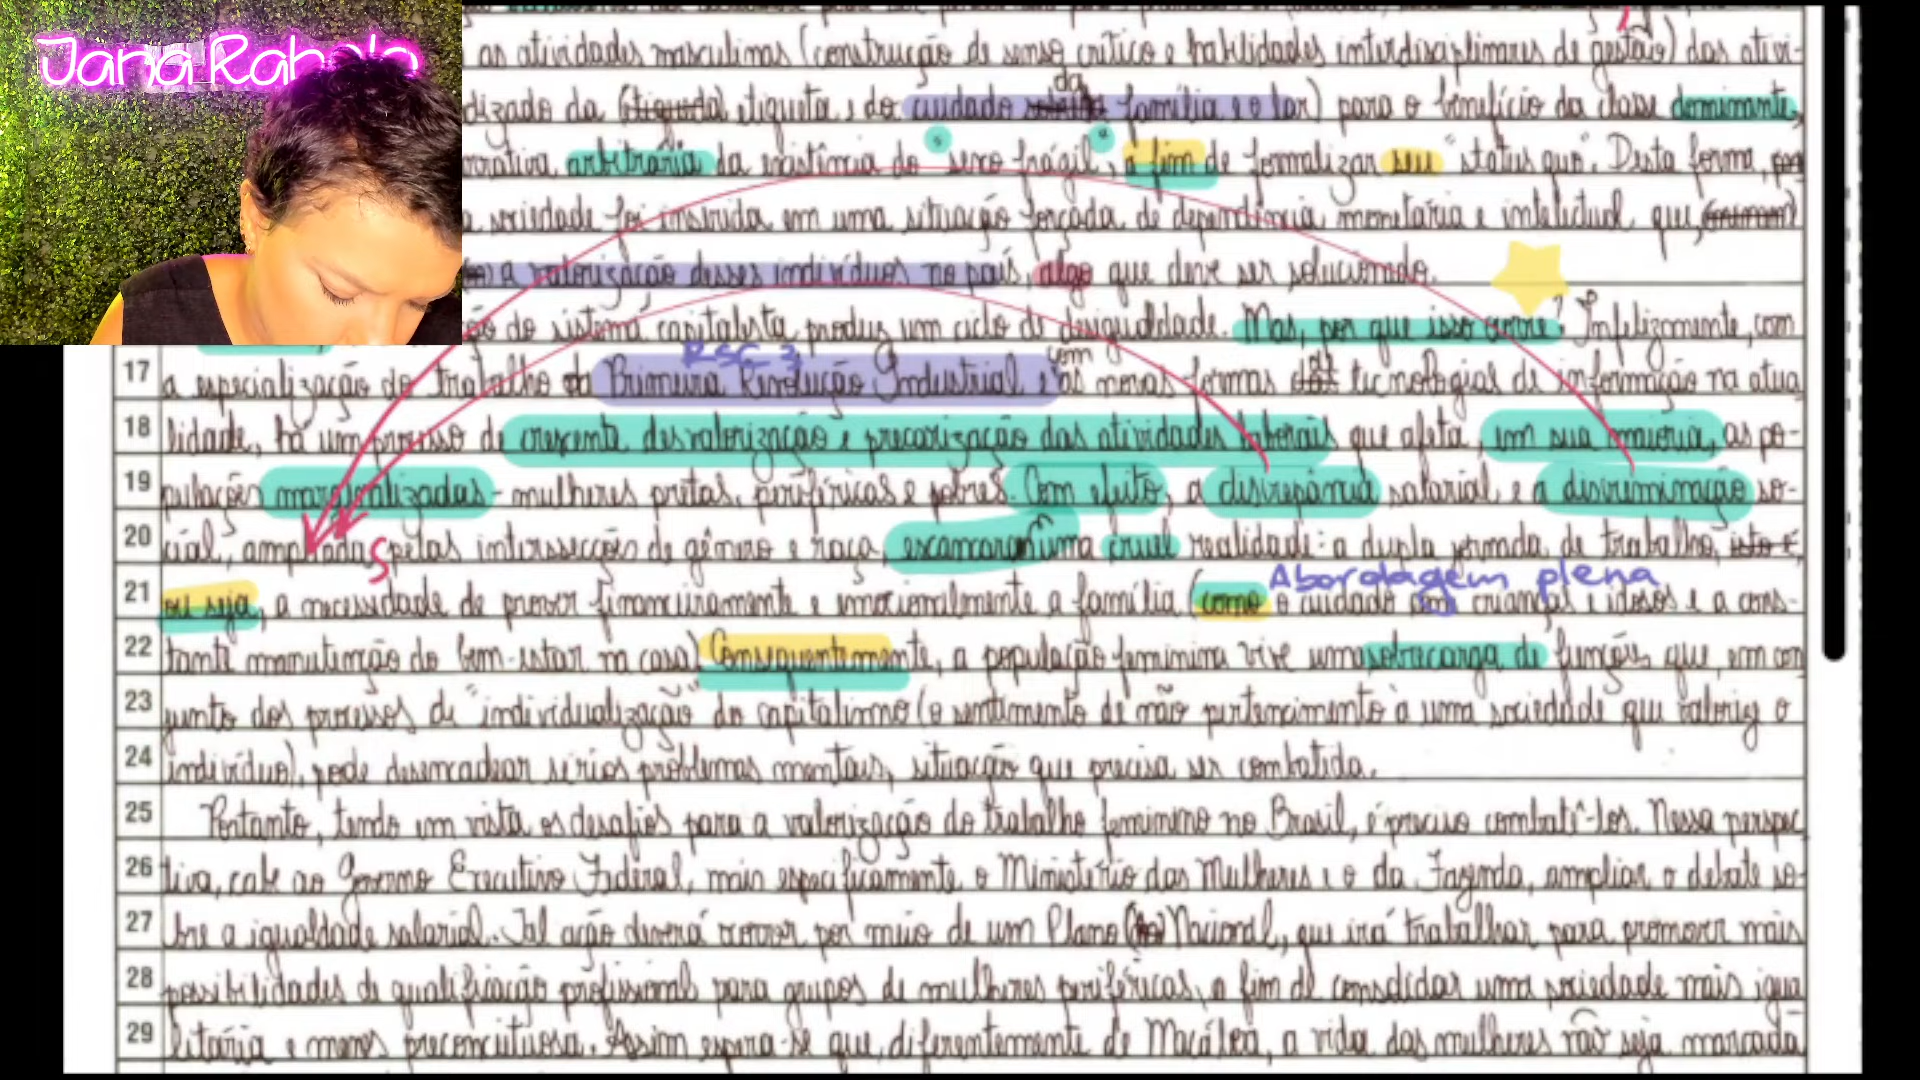 Jana Rabelo
as atividades masculinas (construção de senso crítico e habilidades interdisciplinares de gestão) das ativi-
da
dizado da etiqueta e do cuidado família e o lar) para o benefício da classe dominante,
arbitrária da existência do "sexo frágil", a fim de formalizar seu "status quo". Desta forma,
a sociedade foi inserida em uma situação forçada de dependência monetária e intelectual que,
a valorização desses indivíduos no país, algo que deve ser solucionado.
do sistema capitalista produz um ciclo de desigualdade. Mas, por que isso ocorre? Infelizmente, com
RSC 3
com
17 a especialização do trabalho Primeira Revolução Industrial e as novas formas tecnologias de informação na atua
18 lidade, há um processo de crescente desvalorização e precarização das atividades laborais que afeta, em sua maioria, as po-
19 pulações marginalizadas - mulheres pretas, periféricas e pobres. Com efeito, a discrepância salarial e a discriminação so-
20 cial, pelas intersecções de gênero e raça, uma cruel realidade: a dupla jornada de trabalho,
S
Abordagem plena
21 ou seja, a necessidade de prover financeiramente e emocionalmente a família (como o cuidado com crianças e idosos e a cons-
22 tante manutenção do bem-estar na casa). Consequentemente, a população feminina vive uma sobrecarga de funções que, em con
23 junto dos processos de "individualização" do capitalismo (o sentimento de não pertencimento à uma sociedade que valoriz o
24 indivíduo), pode desencadear sérios problemas mentais, situação que precisa ser combatida.
25 Portanto, tendo em vista os desafios para a valorização do trabalho feminino no Brasil, é preciso combatê-los. Nessa perspec
26 tiva, cabe ao Governo Executivo Federal, mais especificamente o Ministério das Mulheres e o da Fazenda, ampliar o debate so-
27 bre a igualdade salarial. Tal ação deverá ocorrer por meio de um Plano Nacional, que irá trabalhar para promover mais
28 possibilidades de qualificação profissional para grupos de mulheres periféricas, a fim de consolidar uma sociedade mais igua
29 litária e menos preconceituosa. Assim espera-se que, diferentemente de Macábea, a vida das mulheres não seja marcada